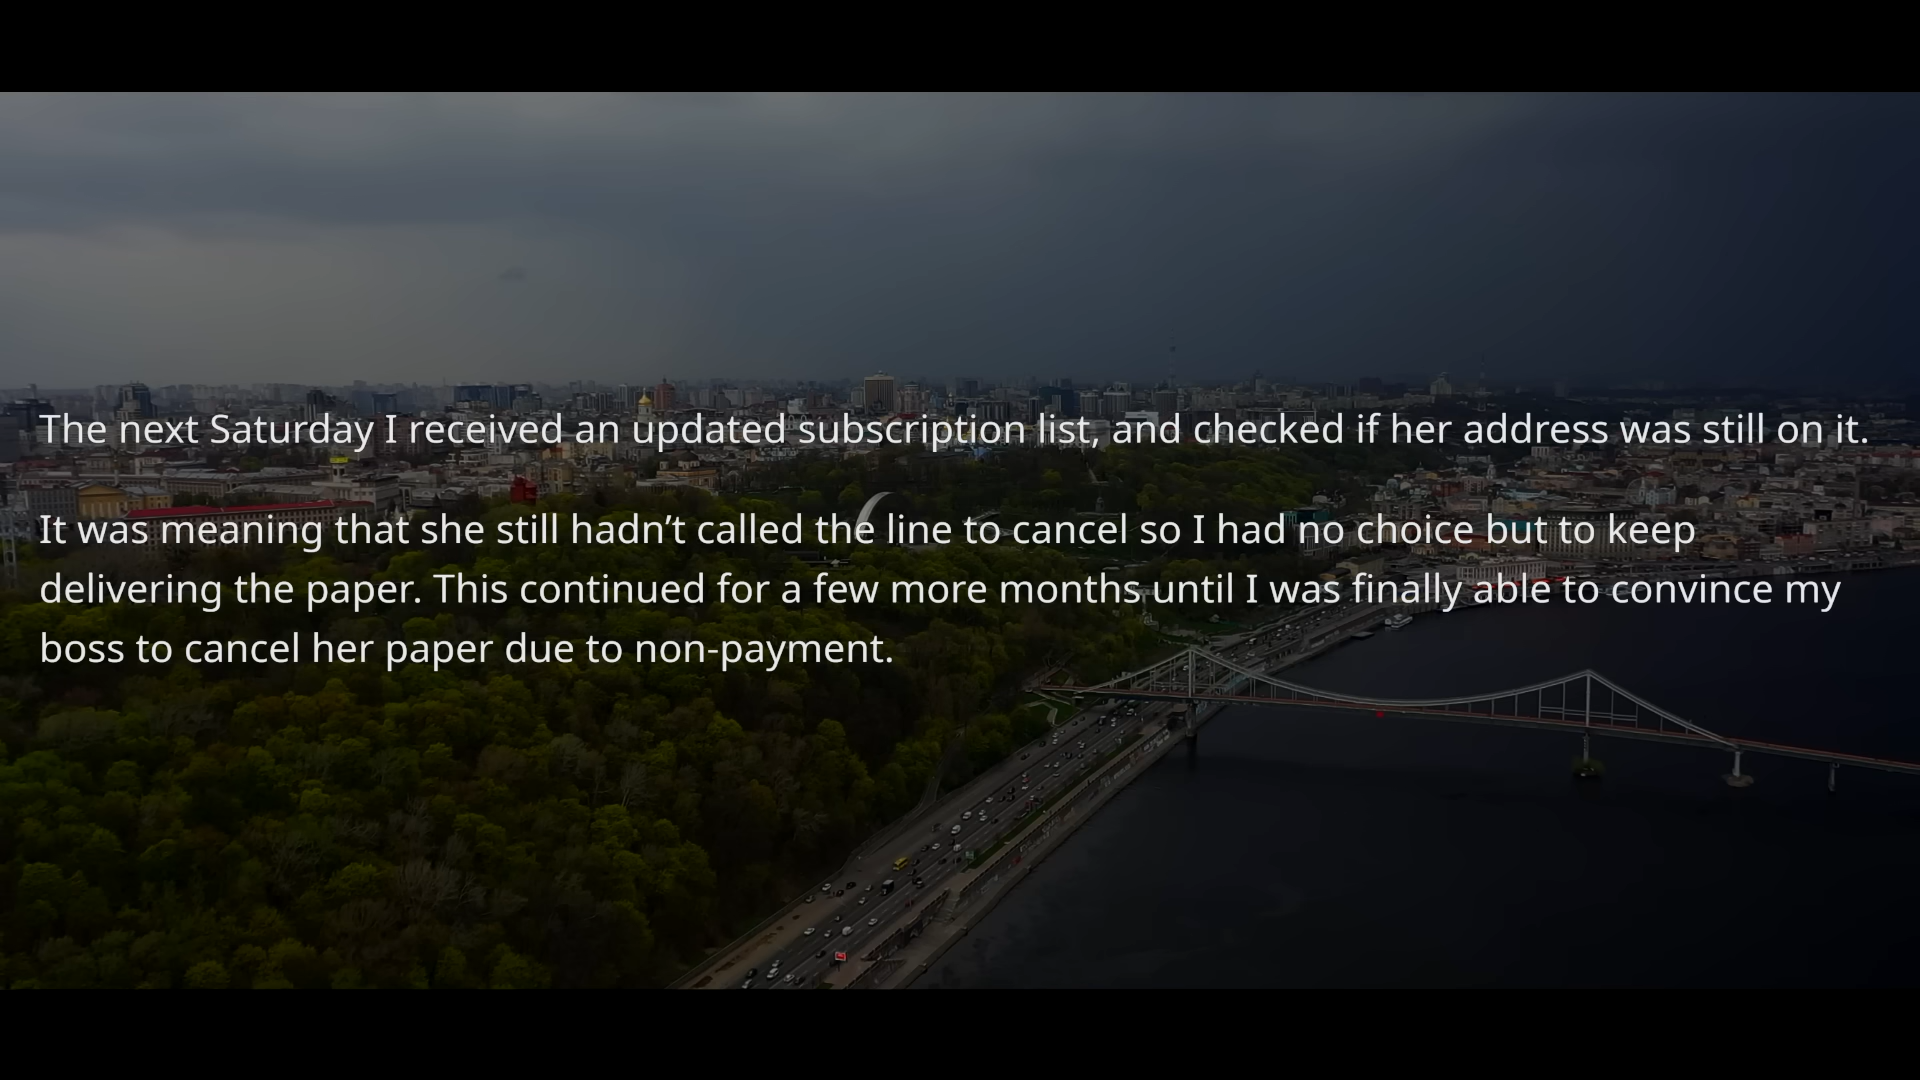 The next Saturday I received an updated subscription list, and checked if her address was still on it.
It was meaning that she still hadn’t called the line to cancel so I had no choice but to keep
delivering the paper. This continued for a few more months until I was finally able to convince my
boss to cancel her paper due to non-payment.